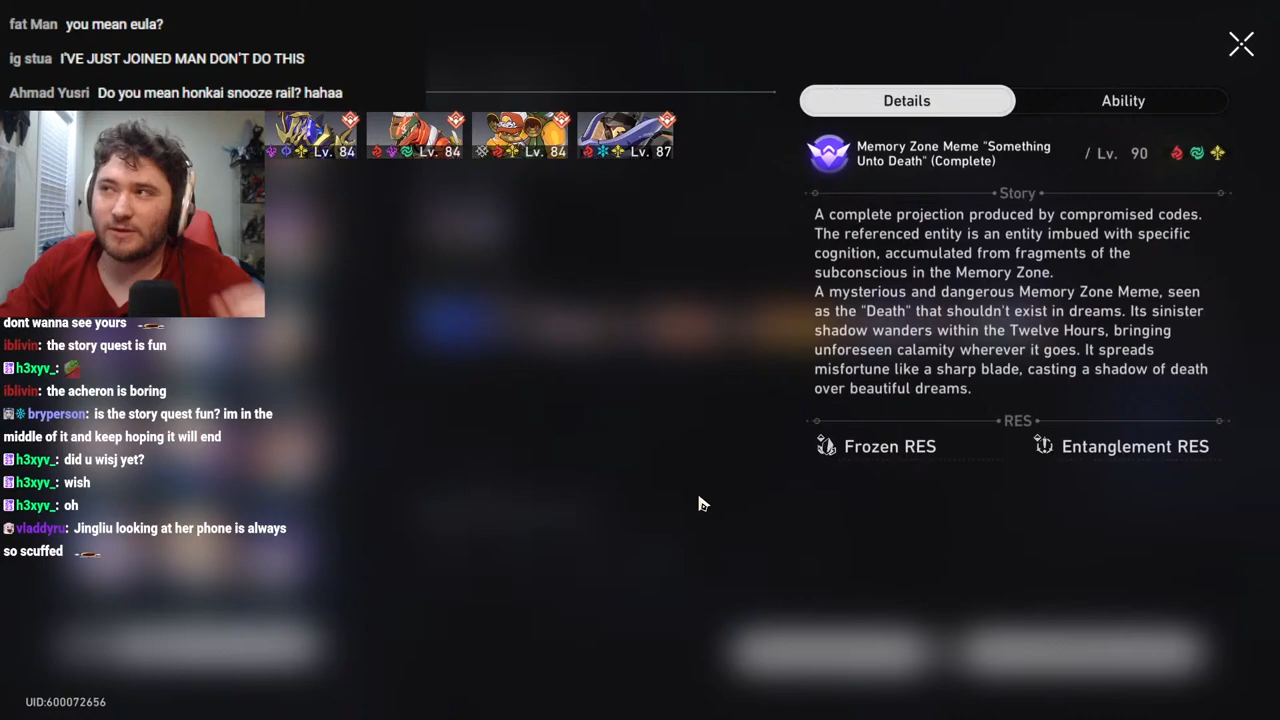 fat Man you mean eula?
ig stua I'VE JUST JOINED MAN DON'T DO THIS
Ahmad Yusri Do you mean honkai snooze rail? hahaa
Lv. 84
Lv. 84
Lv. 84
Lv. 87
dont wanna see yours
iblivin: the story quest is fun
h3xyv_:
iblivin: the acheron is boring
bryperson: is the story quest fun? im in the
middle of it and keep hoping it will end
h3xyv_: did u wisj yet?
h3xyv_: wish
h3xyv_: oh
vladdyru: Jingliu looking at her phone is always
so scuffed
Details
Ability
Memory Zone Meme "Something
Unto Death" (Complete)
/ Lv. 90
Story
A complete projection produced by compromised codes.
The referenced entity is an entity imbued with specific
cognition, accumulated from fragments of the
subconscious in the Memory Zone.
A mysterious and dangerous Memory Zone Meme, seen
as the "Death" that shouldn't exist in dreams. Its sinister
shadow wanders within the Twelve Hours, bringing
unforeseen calamity wherever it goes. It spreads
misfortune like a sharp blade, casting a shadow of death
over beautiful dreams.
RES
Frozen RES
Entanglement RES
UID:600072656